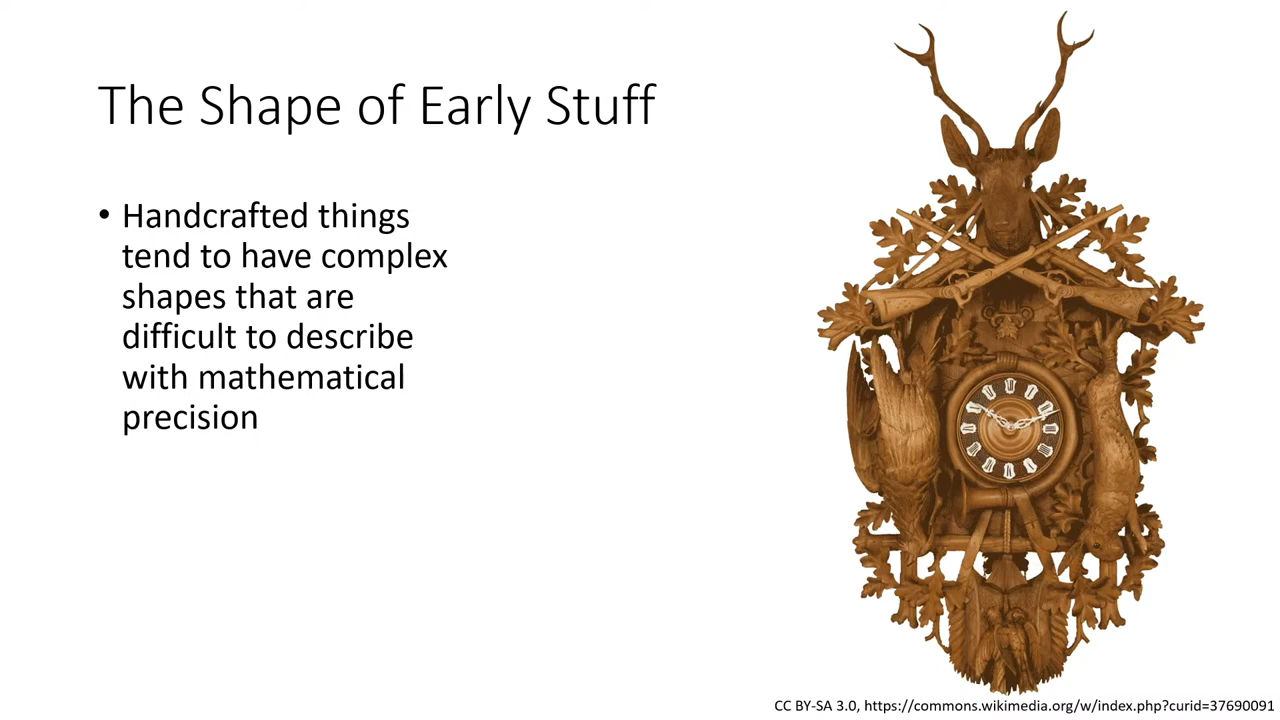 The Shape of Early Stuff
• Handcrafted things
tend to have complex
shapes that are
difficult to describe
with mathematical
precision
CC BY-SA 3.0, https://commons.wikimedia.org/w/index.php?curid=37690091